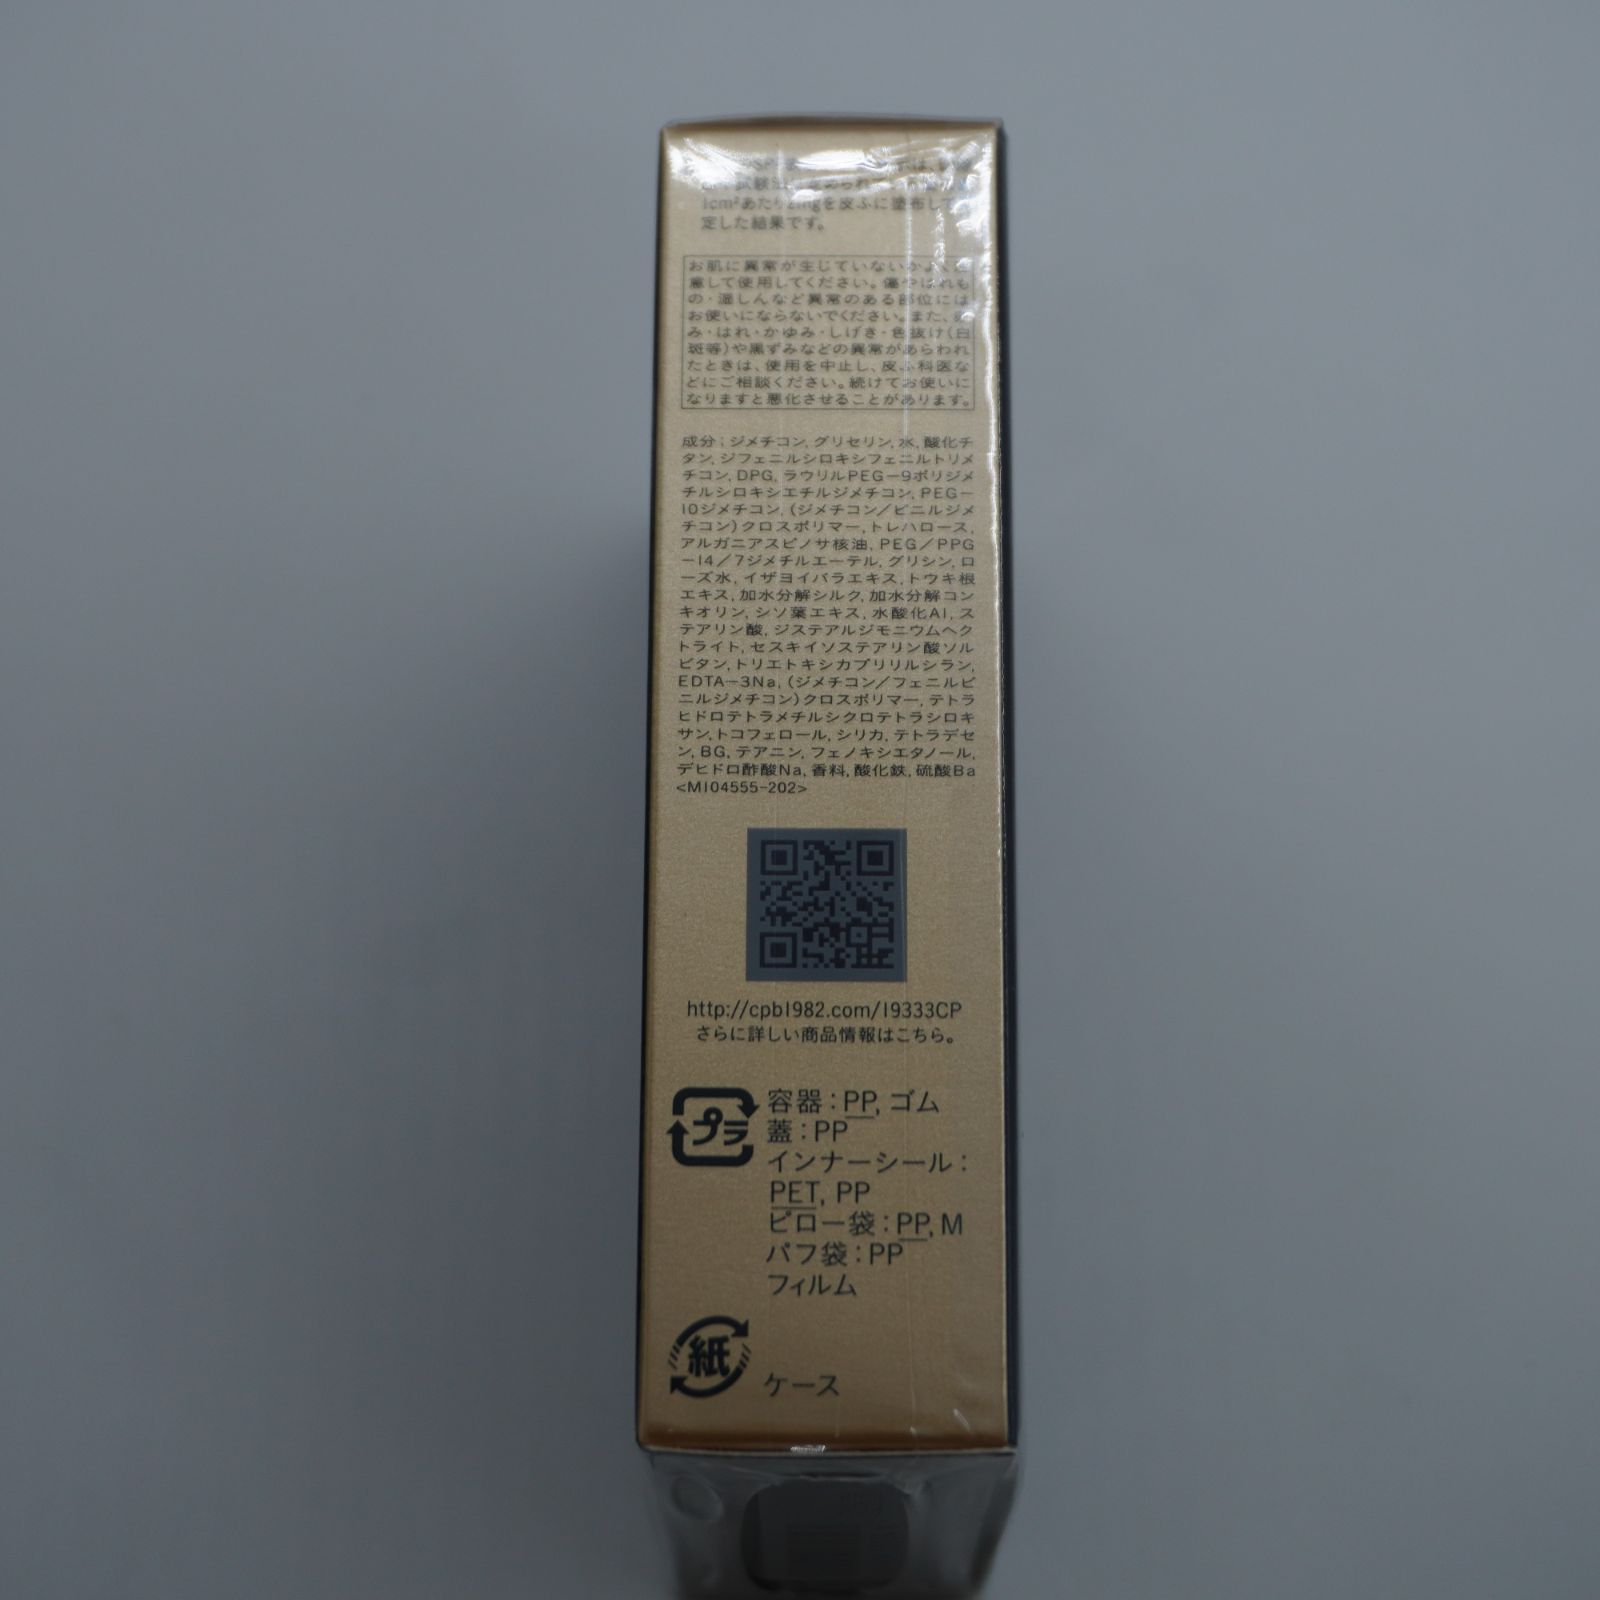 1cm²あたり2mgを皮ふに塗布して
定した結果です。
お肌に異常が生じていないかよく注
意して使用してください。傷やはれも
の・湿しんなど異常のある部位には
お使いにならないでください。また、赤
み・はれ・かゆみ・しげき・色抜け(白
斑等)や黒ずみなどの異常があらわれ
たときは、使用を中止し、皮ふ科医な
どにご相談ください。続けてお使いに
なりますと悪化させることがあります。
成分:ジメチコン,グリセリン,水,酸化チ
タン,ジフェニルシロキシフェニルトリメ
チコン,DPG,ラウリルPEG-9ポリジメ
チルシロキシエチルジメチコン,PEG-
10ジメチコン,(ジメチコン/ビニルジメ
チコン)クロスポリマー,トレハロース,
アルガニアスピノサ核油,PEG/PPG
-14/7ジメチルエーテル,グリシン,ロ
ーズ水,イザヨイバラエキス,トウキ根
エキス,加水分解シルク,加水分解コン
キオリン,シソ葉エキス,水酸化Al,ス
テアリン酸,ジステアルジモニウムヘク
トライト,セスキイソステアリン酸ソル
ビタン,トリエトキシカプリリルシラン,
EDTA-3Na,(ジメチコン/フェニルビ
ニルジメチコン)クロスポリマー,テトラ
ヒドロテトラメチルシクロテトラシロキ
サン,トコフェロール,シリカ,テトラデセ
ン,BG,テアニン,フェノキシエタノール,
デヒドロ酢酸Na,香料,酸化鉄,硫酸Ba
<M104555-202>
http://cpb1982.com/19333CP
さらに詳しい商品情報はこちら。
プラ
容器:PP,ゴム
蓋:PP
インナーシール:
PET,PP
ピロー袋:PP,M
パフ袋:PP
フィルム
紙
ケース